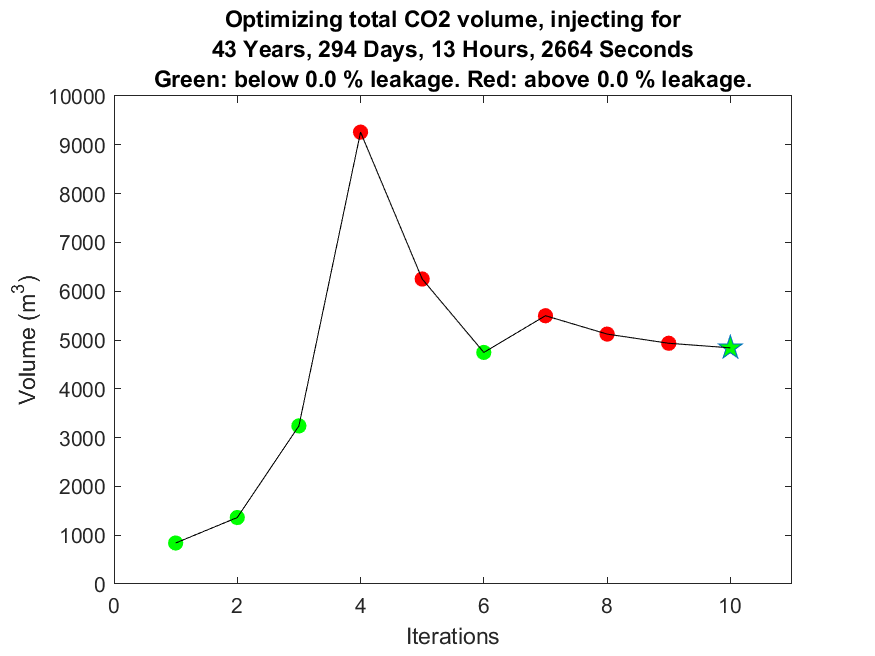 Optimizing total CO2 volume, injecting for
43 Years, 294 Days, 13 Hours, 2664 Seconds
Green: below 0.0 % leakage. Red: above 0.0 % leakage.
10000
9000
8000
7000
6000
5000
4000
3000
2000
1000
0
Volume (m³)
0 2 4 6 8 10
Iterations